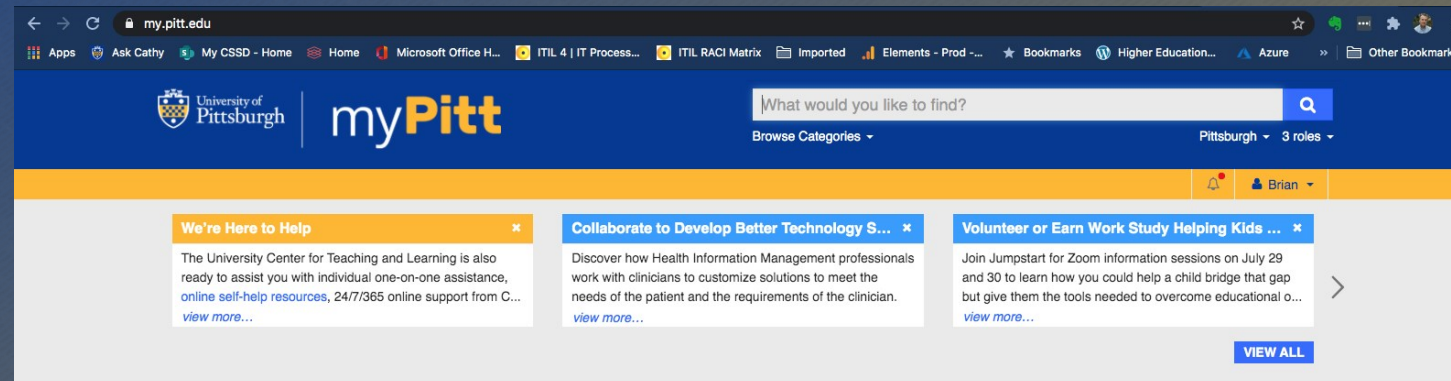 my.pitt.edu
Apps Ask Cathy My CSSD - Home Home Microsoft Office H... ITIL 4 | IT Process... ITIL RACI Matrix Imported Elements - Prod -... Bookmarks Higher Education... Azure » Other Bookmark
University of
Pittsburgh
myPitt
What would you like to find?
Browse Categories
Pittsburgh 3 roles
Brian
We're Here to Help
The University Center for Teaching and Learning is also
ready to assist you with individual one-on-one assistance,
online self-help resources, 24/7/365 online support from C...
view more...
Collaborate to Develop Better Technology S...
Discover how Health Information Management professionals
work with clinicians to customize solutions to meet the
needs of the patient and the requirements of the clinician.
view more...
Volunteer or Earn Work Study Helping Kids ...
Join Jumpstart for Zoom information sessions on July 29
and 30 to learn how you could help a child bridge that gap
but give them the tools needed to overcome educational o...
view more...
VIEW ALL